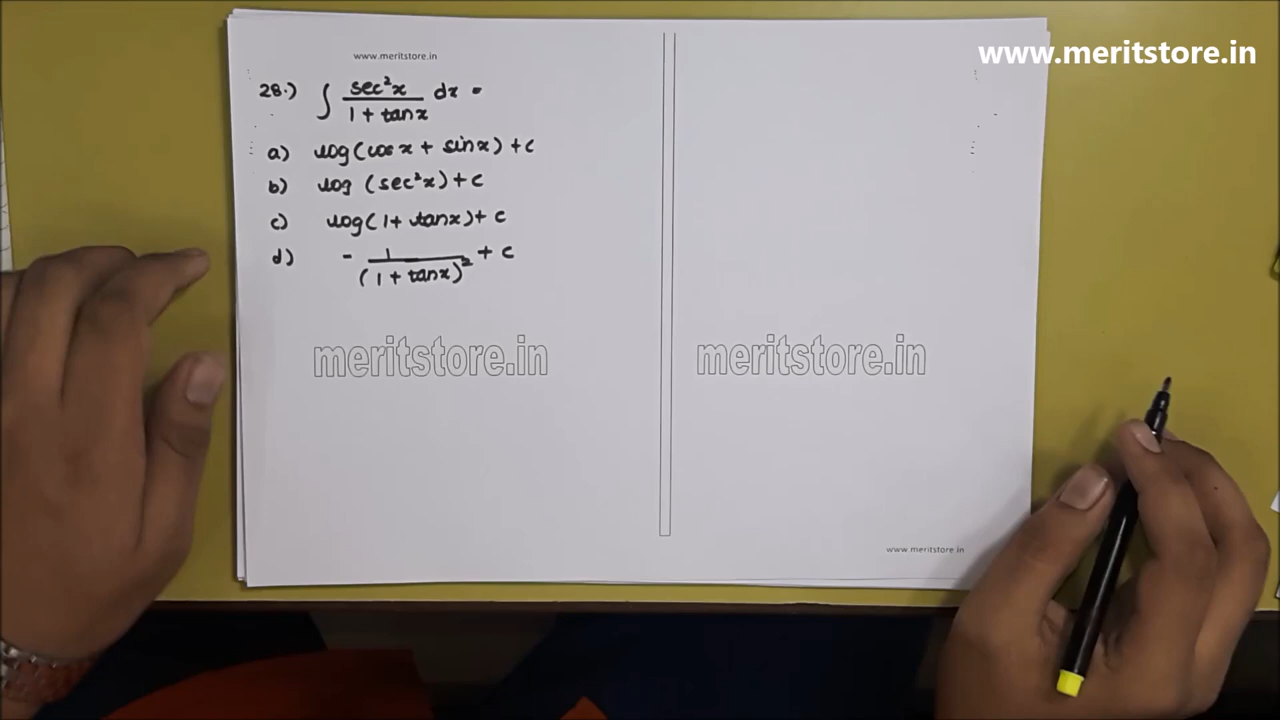 www.meritstore.in
www.meritstore.in
28.) ∫ sec²x / 1 + tanx dx =
a) log(cos x + sinx) + c
b) log (sec²x) + c
c) log(1 + tanx) + c
d) - 1 / (1 + tanx)² + c
meritstore.in
meritstore.in
www.meritstore.in